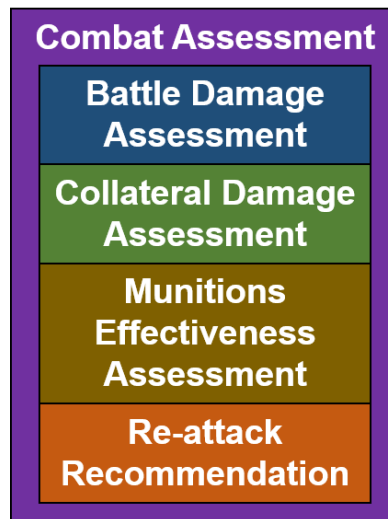 Combat Assessment
Battle Damage
Assessment
Collateral Damage
Assessment
Munitions
Effectiveness
Assessment
Re-attack
Recommendation